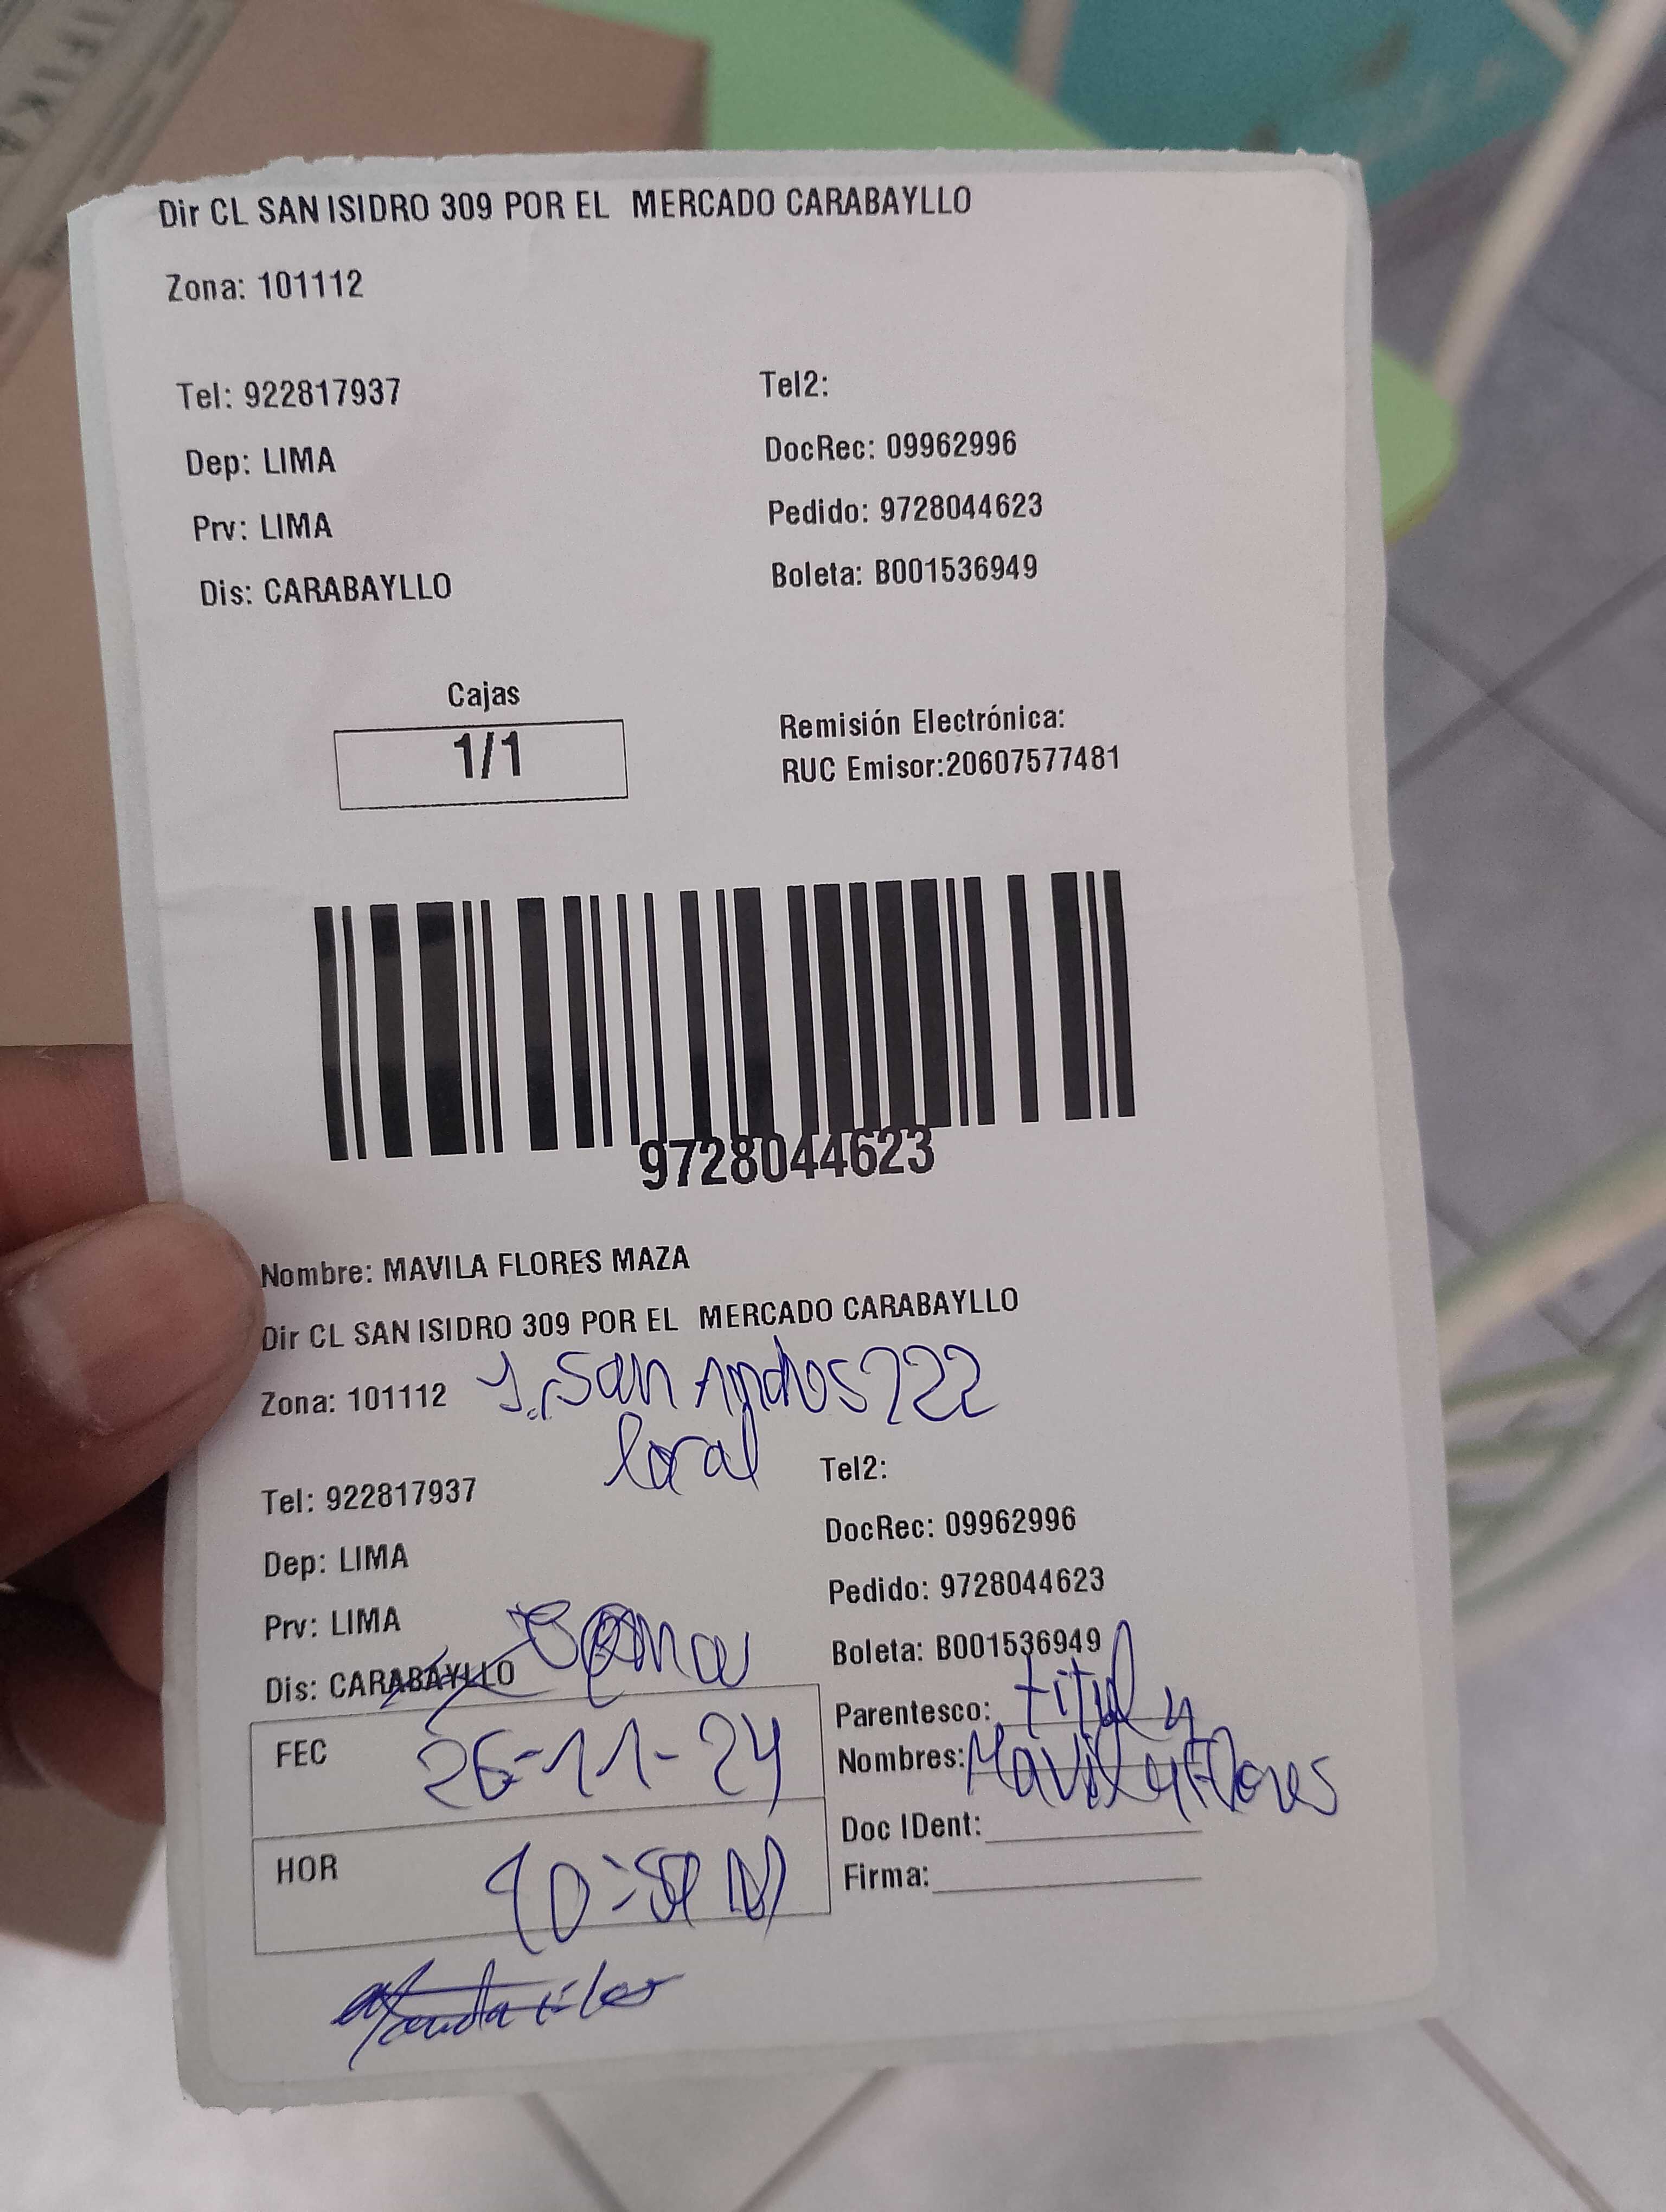 Dir CL SAN ISIDRO 309 POR EL MERCADO CARABAYLLO
Zona: 101112
Tel: 922817937 Tel2:
Dep: LIMA DocRec: 09962996
Prv: LIMA Pedido: 9728044623
Dis: CARABAYLLO Boleta: B001536949
Cajas
1/1
Remisión Electrónica:
RUC Emisor:20607577481
9728044623
Nombre: MAVILA FLORES MAZA
Dir CL SAN ISIDRO 309 POR EL MERCADO CARABAYLLO
Zona: 101112 San 222
local
Tel: 922817937 Tel2:
Dep: LIMA DocRec: 09962996
Prv: LIMA Pedido: 9728044623
Dis: CARABAYLLO Boleta: B001536949
FEC 26-11-24
Parentesco:
Nombres: Mavila Flores
Doc IDent:
HOR
Firma: